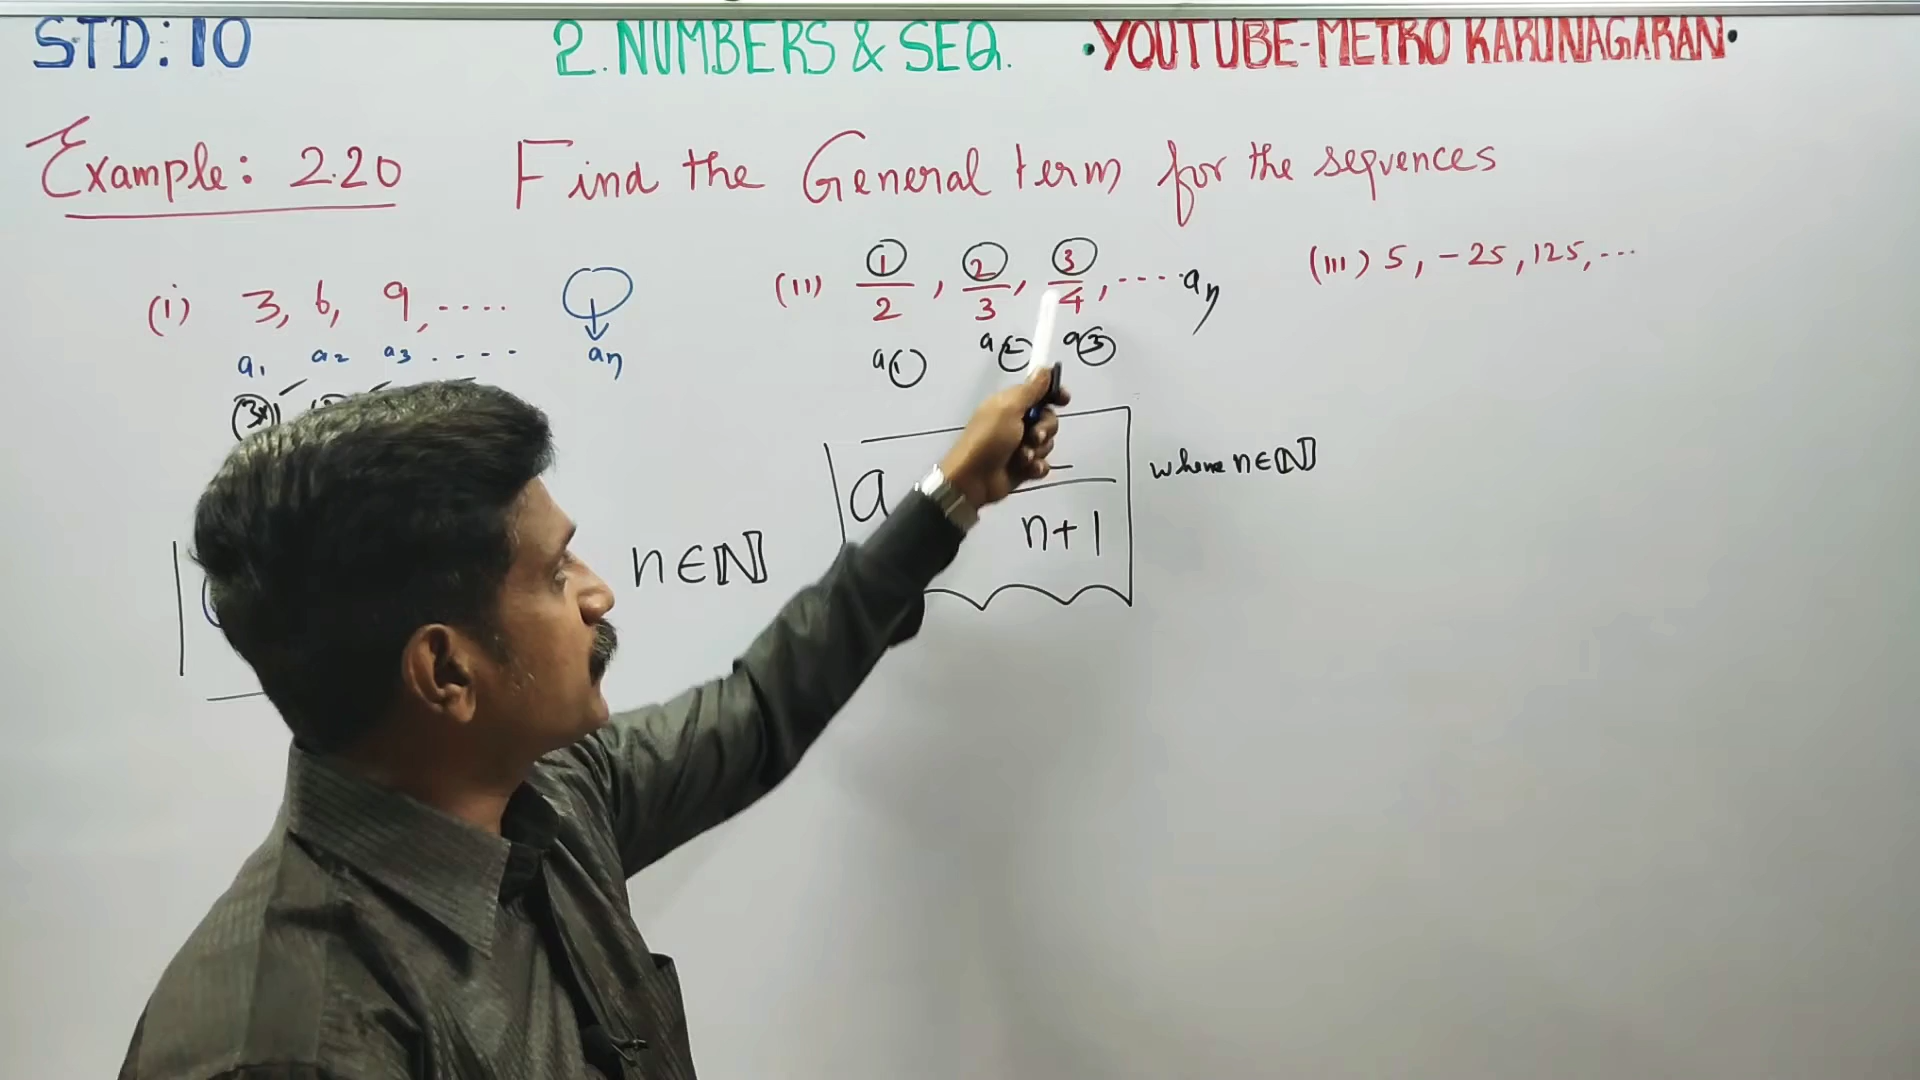 STD: 10
2. NUMBERS & SEQ.
·YOUTUBE-METRO KARUNAGARAN·
Example: 2.20 Find the General term for the sequences
(i) 3, 6, 9, ....
a1 a2 a3 .... an
(3x1
n∈ℕ
(ii) 1/2, 2/3, 3/4, .... an
a1 a2 a3
a
n+1
where n∈ℕ
(iii) 5, -25, 125, ...